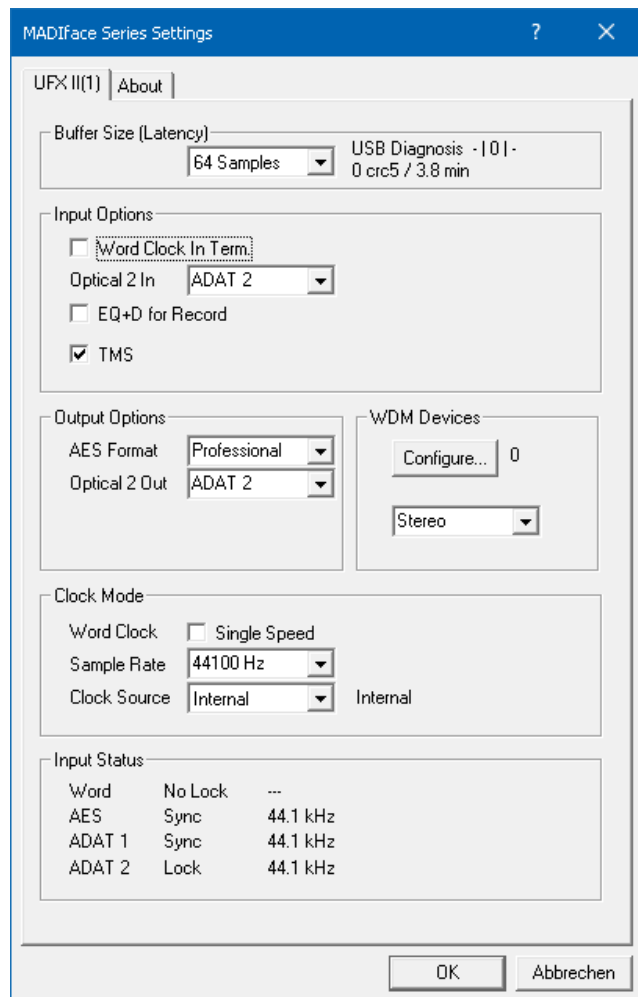 MADIface Series Settings ? ×
UFX II(1) About
Buffer Size (Latency)
64 Samples
USB Diagnosis - | 0 | -
0 crc5 / 3.8 min
Input Options
Word Clock In Term.
Optical 2 In ADAT 2
EQ+D for Record
TMS
Output Options
AES Format Professional
Optical 2 Out ADAT 2
WDM Devices
Configure... 0
Stereo
Clock Mode
Word Clock Single Speed
Sample Rate 44100 Hz
Clock Source Internal Internal
Input Status
Word No Lock ---
AES Sync 44.1 kHz
ADAT 1 Sync 44.1 kHz
ADAT 2 Lock 44.1 kHz
OK Abbrechen